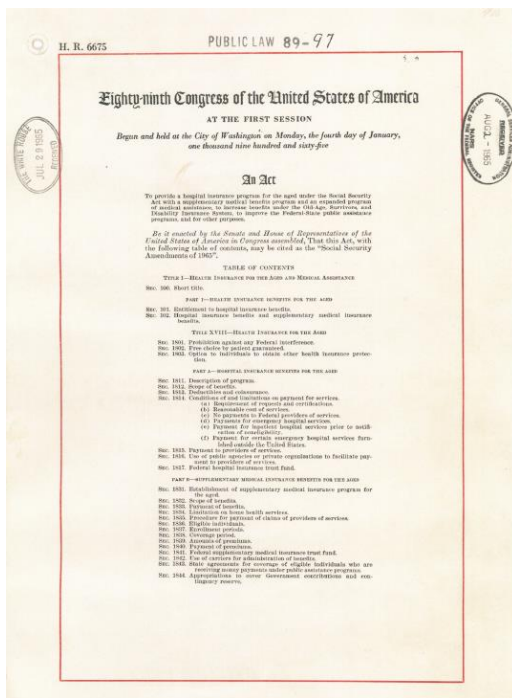 H. R. 6675
PUBLIC LAW 89-97
Eighty-ninth Congress of the United States of America
AT THE FIRST SESSION
Begun and held at the City of Washington on Monday, the fourth day of January,
one thousand nine hundred and sixty-five
THE WHITE HOUSE
JUL 29 1965
RECEIVED
AUG 1 - 1965
An Act
To provide a hospital insurance program for the aged under the Social Security
Act with a supplementary medical benefits program and an expanded program
of medical assistance, to increase benefits under the Old-Age, Survivors, and
Disability Insurance System, to improve the Federal-State public assistance
programs, and for other purposes.
Be it enacted by the Senate and House of Representatives of the
United States of America in Congress assembled, That this Act, with
the following table of contents, may be cited as the "Social Security
Amendments of 1965".
TABLE OF CONTENTS
TITLE I—HEALTH INSURANCE FOR THE AGED AND MEDICAL ASSISTANCE
SEC. 100. Short title.
PART 1—HEALTH INSURANCE BENEFITS FOR THE AGED
SEC. 101. Entitlement to hospital insurance benefits.
SEC. 102. Hospital insurance benefits and supplementary medical insurance
benefits.
TITLE XVIII—HEALTH INSURANCE FOR THE AGED
SEC. 1801. Prohibition against any Federal interference.
SEC. 1802. Free choice by patient guaranteed.
SEC. 1803. Option to individuals to obtain other health insurance protec-
tion.
PART A—HOSPITAL INSURANCE BENEFITS FOR THE AGED
SEC. 1811. Description of program.
SEC. 1812. Scope of benefits.
SEC. 1813. Deductibles and coinsurance.
SEC. 1814. Conditions of and limitations on payment for services.
(a) Requirement of requests and certifications.
(b) Reasonable cost of services.
(c) No payments to Federal providers of services.
(d) Payments for emergency hospital services.
(e) Payment for inpatient hospital services prior to notifi-
cation of noneligibility.
(f) Payment for certain emergency hospital services furn-
ished outside the United States.
SEC. 1815. Payment to providers of services.
SEC. 1816. Use of public agencies or private organizations to facilitate pay-
ment to providers of services.
SEC. 1817. Federal hospital insurance trust fund.
PART B—SUPPLEMENTARY MEDICAL INSURANCE BENEFITS FOR THE AGED
SEC. 1831. Establishment of supplementary medical insurance program for
the aged.
SEC. 1832. Scope of benefits.
SEC. 1833. Payment of benefits.
SEC. 1834. Limitation on home health services.
SEC. 1835. Procedure for payment of claims of providers of services.
SEC. 1836. Eligible individuals.
SEC. 1837. Enrollment periods.
SEC. 1838. Coverage period.
SEC. 1839. Amounts of premiums.
SEC. 1840. Payment of premiums.
SEC. 1841. Federal supplementary medical insurance trust fund.
SEC. 1842. Use of carriers for administration of benefits.
SEC. 1843. State agreements for coverage of eligible individuals who are
receiving money payments under public assistance programs.
SEC. 1844. Appropriations to cover Government contributions and con-
tingency reserve.